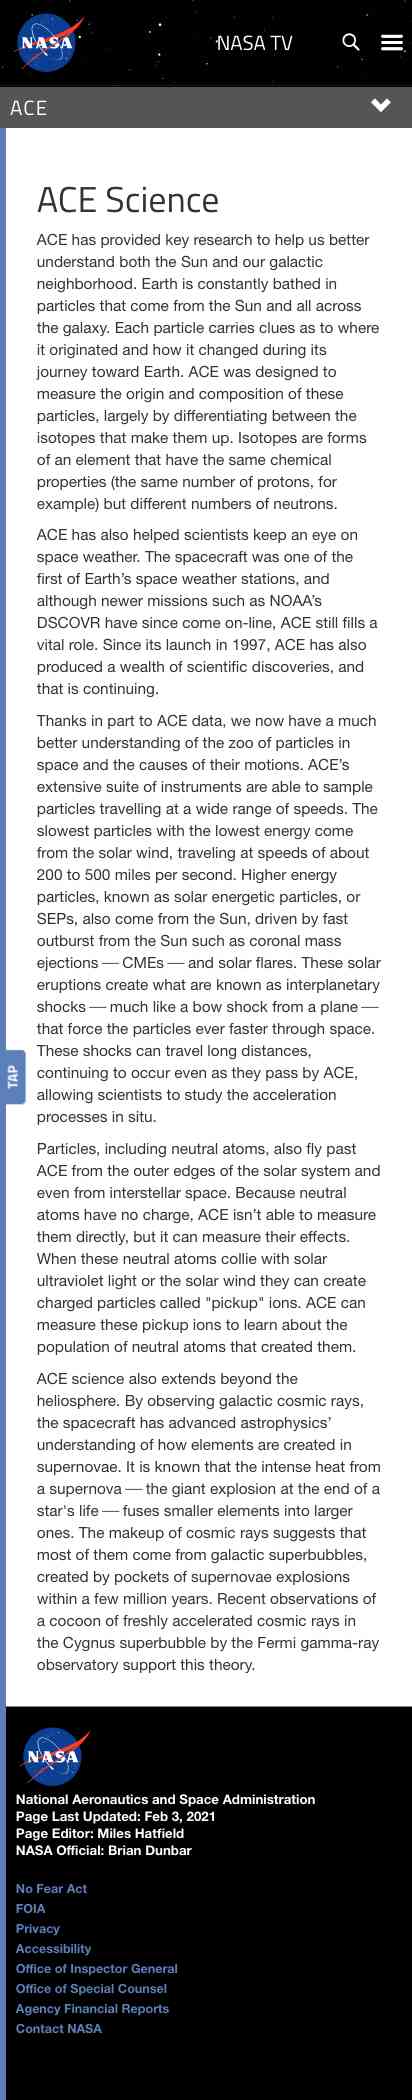 NASA
NASA TV
ACE
ACE Science
ACE has provided key research to help us better
understand both the Sun and our galactic
neighborhood. Earth is constantly bathed in
particles that come from the Sun and all across
the galaxy. Each particle carries clues as to where
it originated and how it changed during its
journey toward Earth. ACE was designed to
measure the origin and composition of these
particles, largely by differentiating between the
isotopes that make them up. Isotopes are forms
of an element that have the same chemical
properties (the same number of protons, for
example) but different numbers of neutrons.
ACE has also helped scientists keep an eye on
space weather. The spacecraft was one of the
first of Earth’s space weather stations, and
although newer missions such as NOAA’s
DSCOVR have since come on-line, ACE still fills a
vital role. Since its launch in 1997, ACE has also
produced a wealth of scientific discoveries, and
that is continuing.
Thanks in part to ACE data, we now have a much
better understanding of the zoo of particles in
space and the causes of their motions. ACE’s
extensive suite of instruments are able to sample
particles travelling at a wide range of speeds. The
slowest particles with the lowest energy come
from the solar wind, traveling at speeds of about
200 to 500 miles per second. Higher energy
particles, known as solar energetic particles, or
SEPs, also come from the Sun, driven by fast
outburst from the Sun such as coronal mass
ejections — CMEs — and solar flares. These solar
eruptions create what are known as interplanetary
shocks — much like a bow shock from a plane —
that force the particles ever faster through space.
These shocks can travel long distances,
continuing to occur even as they pass by ACE,
allowing scientists to study the acceleration
processes in situ.
TAP
Particles, including neutral atoms, also fly past
ACE from the outer edges of the solar system and
even from interstellar space. Because neutral
atoms have no charge, ACE isn’t able to measure
them directly, but it can measure their effects.
When these neutral atoms collie with solar
ultraviolet light or the solar wind they can create
charged particles called "pickup" ions. ACE can
measure these pickup ions to learn about the
population of neutral atoms that created them.
ACE science also extends beyond the
heliosphere. By observing galactic cosmic rays,
the spacecraft has advanced astrophysics’
understanding of how elements are created in
supernovae. It is known that the intense heat from
a supernova — the giant explosion at the end of a
star's life — fuses smaller elements into larger
ones. The makeup of cosmic rays suggests that
most of them come from galactic superbubbles,
created by pockets of supernovae explosions
within a few million years. Recent observations of
a cocoon of freshly accelerated cosmic rays in
the Cygnus superbubble by the Fermi gamma-ray
observatory support this theory.
NASA
National Aeronautics and Space Administration
Page Last Updated: Feb 3, 2021
Page Editor: Miles Hatfield
NASA Official: Brian Dunbar
No Fear Act
FOIA
Privacy
Accessibility
Office of Inspector General
Office of Special Counsel
Agency Financial Reports
Contact NASA